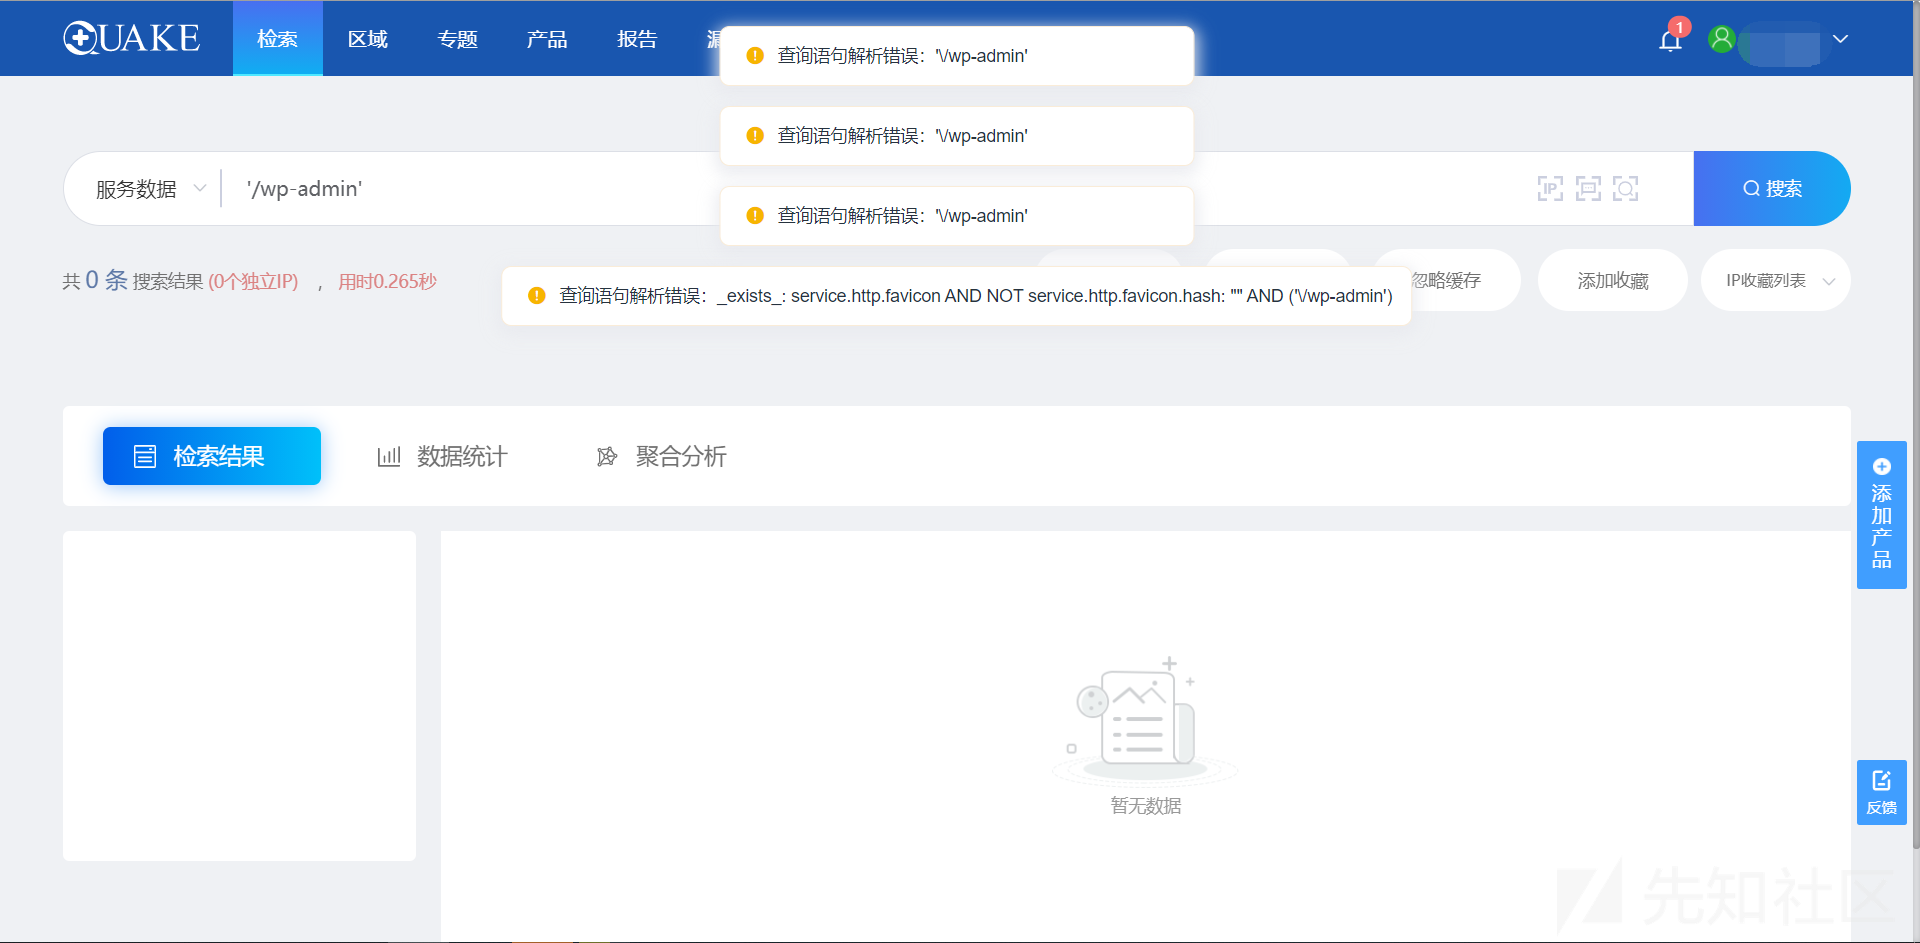 QUAKE
检索
区域
专题
产品
报告
1
查询语句解析错误：'\/wp-admin'
查询语句解析错误：'\/wp-admin'
服务数据
'/wp-admin'
IP
搜索
查询语句解析错误：'\/wp-admin'
共 0 条 搜索结果 (0个独立IP) ， 用时0.265秒
查询语句解析错误：_exists_: service.http.favicon AND NOT service.http.favicon.hash: "" AND ('\/wp-admin')
忽略缓存
添加收藏
IP收藏列表
检索结果
数据统计
聚合分析
添加产品
暂无数据
反馈
先知社区